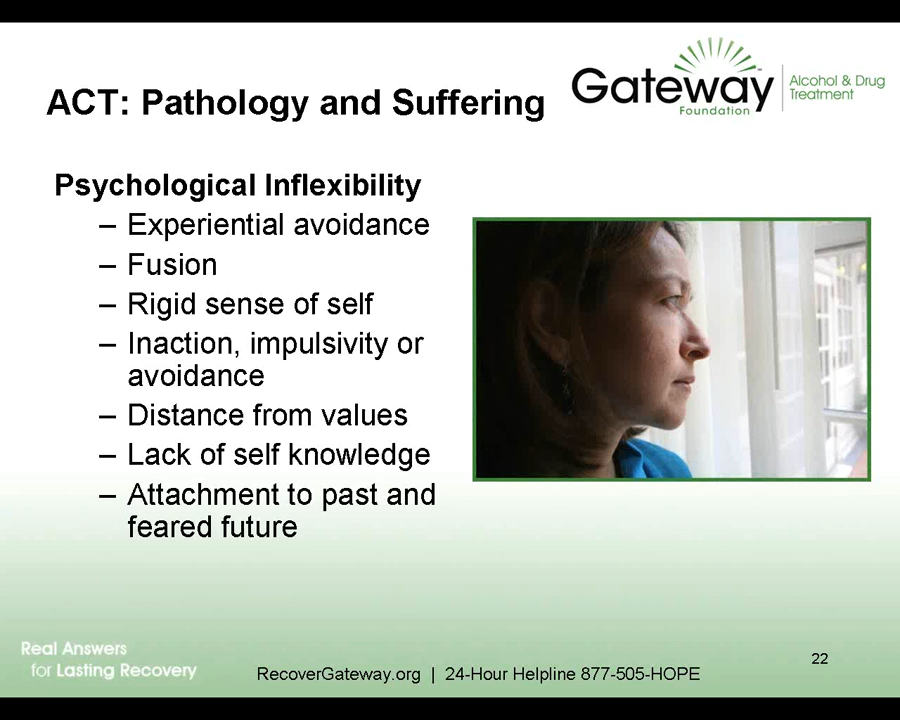 ACT: Pathology and Suffering
Gateway
Foundation
Alcohol & Drug
Treatment
Psychological Inflexibility
– Experiential avoidance
– Fusion
– Rigid sense of self
– Inaction, impulsivity or
avoidance
– Distance from values
– Lack of self knowledge
– Attachment to past and
feared future
Real Answers
for Lasting Recovery
RecoverGateway.org | 24-Hour Helpline 877-505-HOPE
22